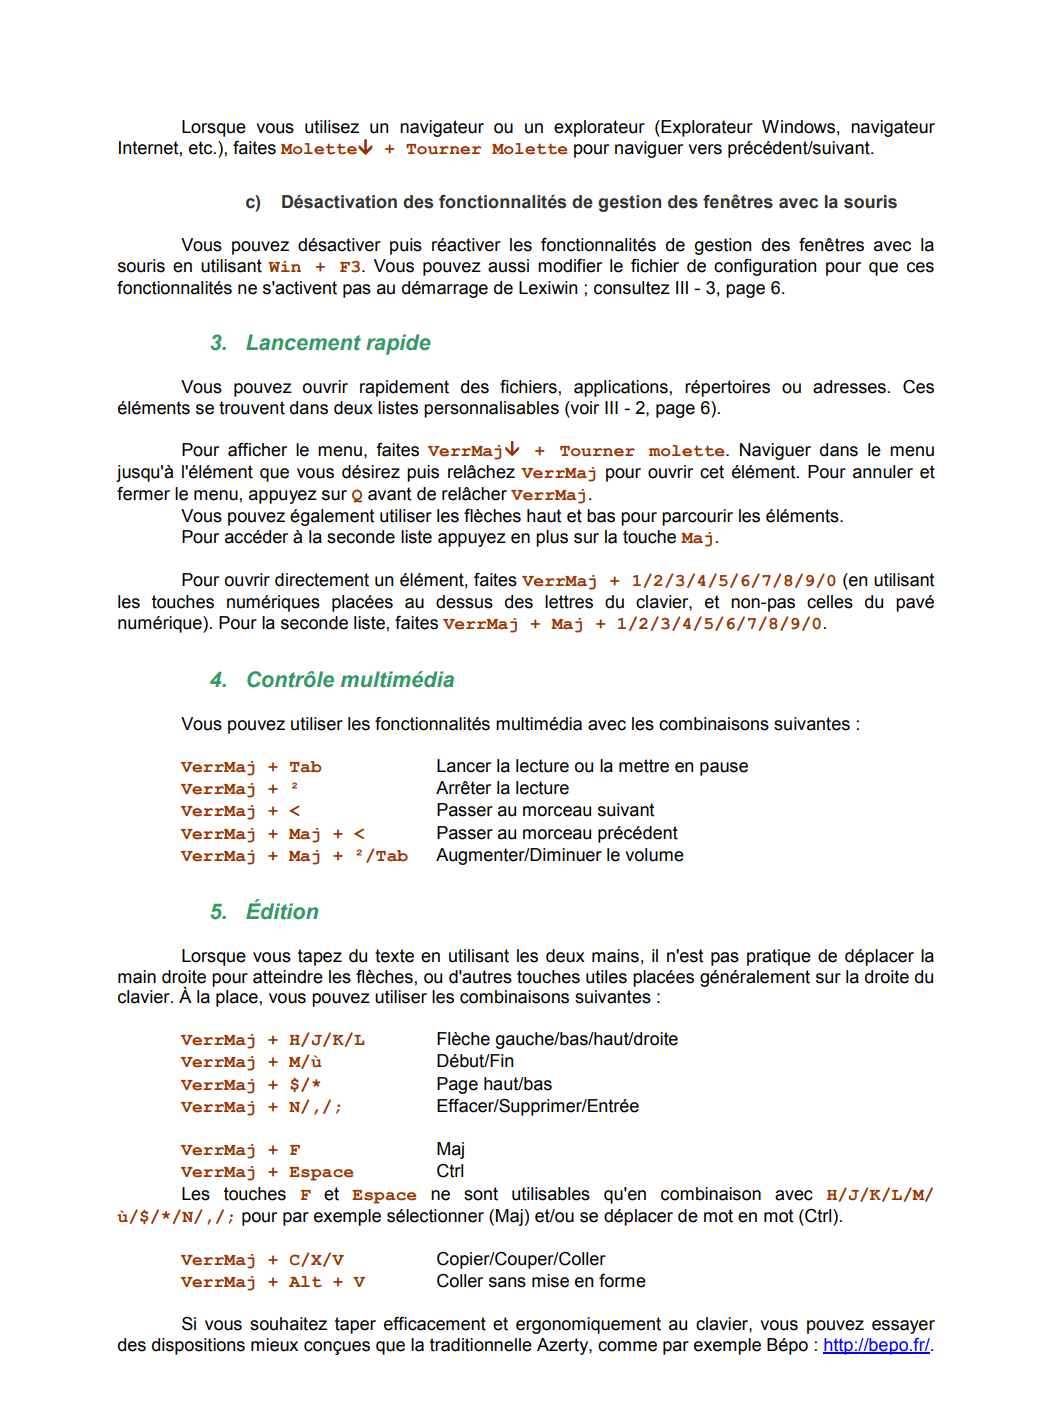 Lorsque vous utilisez un navigateur ou un explorateur (Explorateur Windows, navigateur
Internet, etc.), faites Molette🡻 + Tourner Molette pour naviguer vers précédent/suivant.
c) Désactivation des fonctionnalités de gestion des fenêtres avec la souris
Vous pouvez désactiver puis réactiver les fonctionnalités de gestion des fenêtres avec la
souris en utilisant Win + F3. Vous pouvez aussi modifier le fichier de configuration pour que ces
fonctionnalités ne s'activent pas au démarrage de Lexiwin ; consultez III - 3, page 6.
3. Lancement rapide
Vous pouvez ouvrir rapidement des fichiers, applications, répertoires ou adresses. Ces
éléments se trouvent dans deux listes personnalisables (voir III - 2, page 6).
Pour afficher le menu, faites VerrMaj🡻 + Tourner molette. Naviguer dans le menu
jusqu'à l'élément que vous désirez puis relâchez VerrMaj pour ouvrir cet élément. Pour annuler et
fermer le menu, appuyez sur Q avant de relâcher VerrMaj.
Vous pouvez également utiliser les flèches haut et bas pour parcourir les éléments.
Pour accéder à la seconde liste appuyez en plus sur la touche Maj.
Pour ouvrir directement un élément, faites VerrMaj + 1/2/3/4/5/6/7/8/9/0 (en utilisant
les touches numériques placées au dessus des lettres du clavier, et non-pas celles du pavé
numérique). Pour la seconde liste, faites VerrMaj + Maj + 1/2/3/4/5/6/7/8/9/0.
4. Contrôle multimédia
Vous pouvez utiliser les fonctionnalités multimédia avec les combinaisons suivantes :
VerrMaj + Tab Lancer la lecture ou la mettre en pause
VerrMaj + ² Arrêter la lecture
VerrMaj + < Passer au morceau suivant
VerrMaj + Maj + < Passer au morceau précédent
VerrMaj + Maj + ²/Tab Augmenter/Diminuer le volume
5. Édition
Lorsque vous tapez du texte en utilisant les deux mains, il n'est pas pratique de déplacer la
main droite pour atteindre les flèches, ou d'autres touches utiles placées généralement sur la droite du
clavier. À la place, vous pouvez utiliser les combinaisons suivantes :
VerrMaj + H/J/K/L Flèche gauche/bas/haut/droite
VerrMaj + M/ù Début/Fin
VerrMaj + $/* Page haut/bas
VerrMaj + N/,/; Effacer/Supprimer/Entrée
VerrMaj + F Maj
VerrMaj + Espace Ctrl
Les touches F et Espace ne sont utilisables qu'en combinaison avec H/J/K/L/M/
ù/$/*/N/,/; pour par exemple sélectionner (Maj) et/ou se déplacer de mot en mot (Ctrl).
VerrMaj + C/X/V Copier/Couper/Coller
VerrMaj + Alt + V Coller sans mise en forme
Si vous souhaitez taper efficacement et ergonomiquement au clavier, vous pouvez essayer
des dispositions mieux conçues que la traditionnelle Azerty, comme par exemple Bépo : http://bepo.fr/.